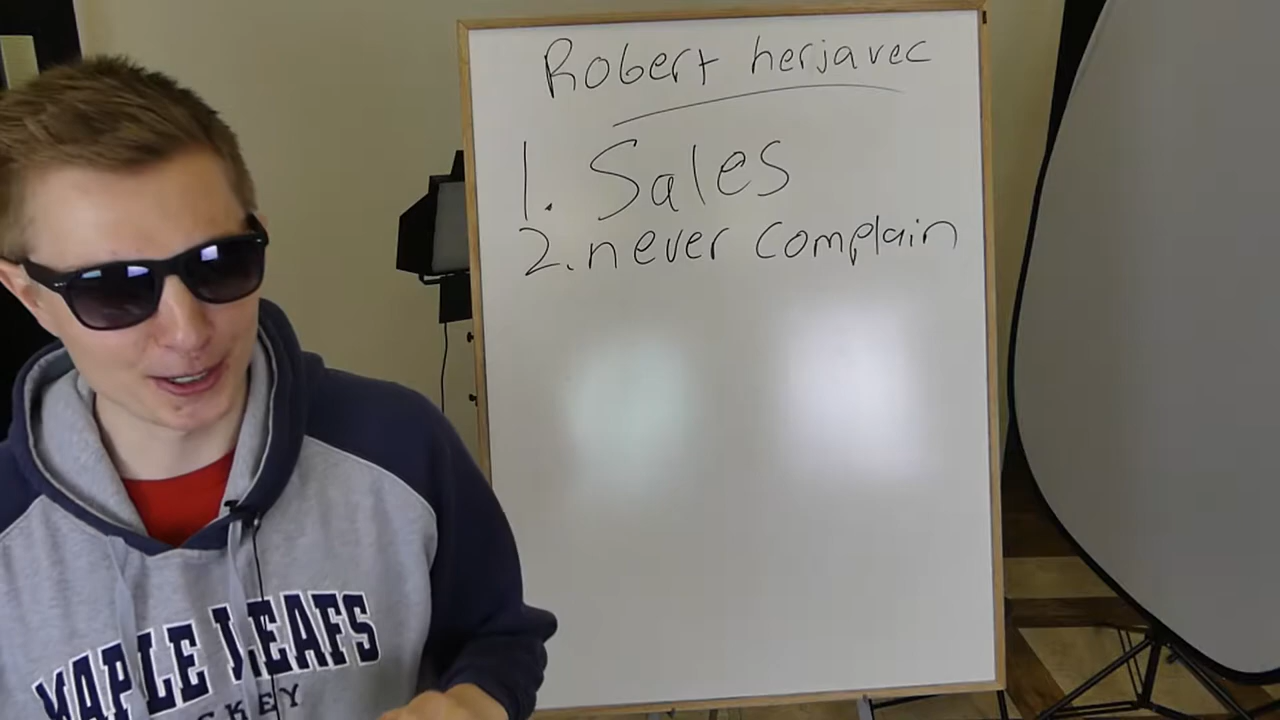 Robert herjavec
1. Sales
2. never complain
MAPLE LEAFS